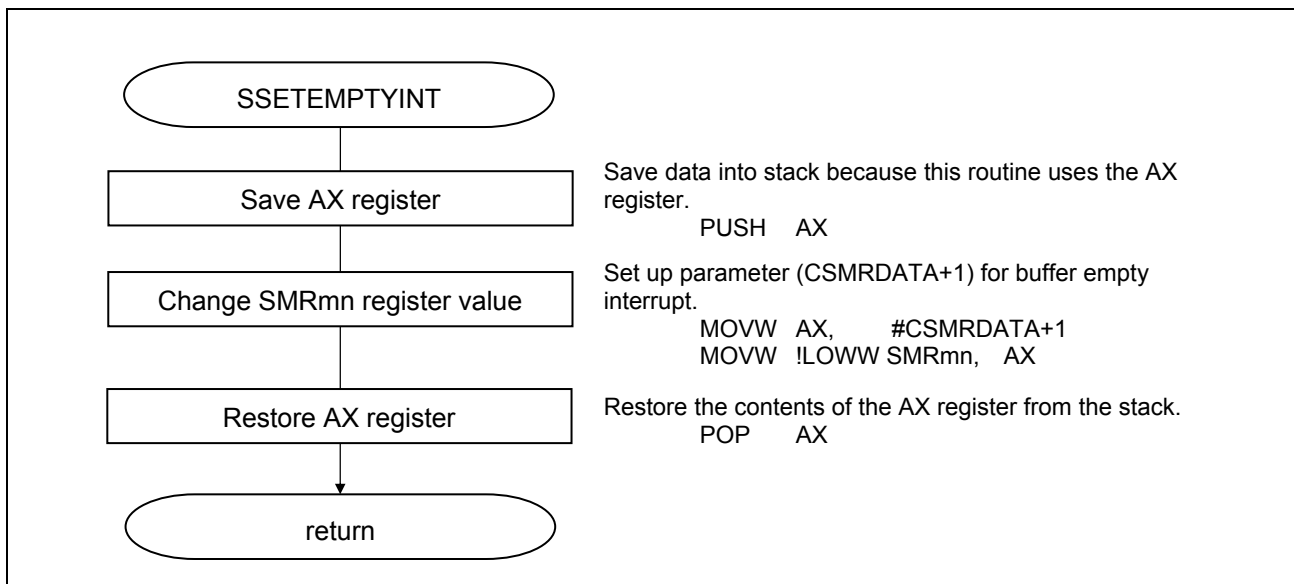 SSETEMPTYINT
Save AX register
Save data into stack because this routine uses the AX
register.
PUSH AX
Change SMRmn register value
Set up parameter (CSMRDATA+1) for buffer empty
interrupt.
MOVW AX, #CSMRDATA+1
MOVW !LOWW SMRmn, AX
Restore AX register
Restore the contents of the AX register from the stack.
POP AX
return